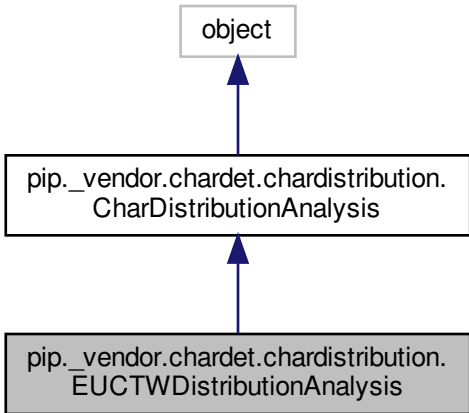 object
pip._vendor.chardet.chardistribution.
CharDistributionAnalysis
pip._vendor.chardet.chardistribution.
EUCTWDistributionAnalysis